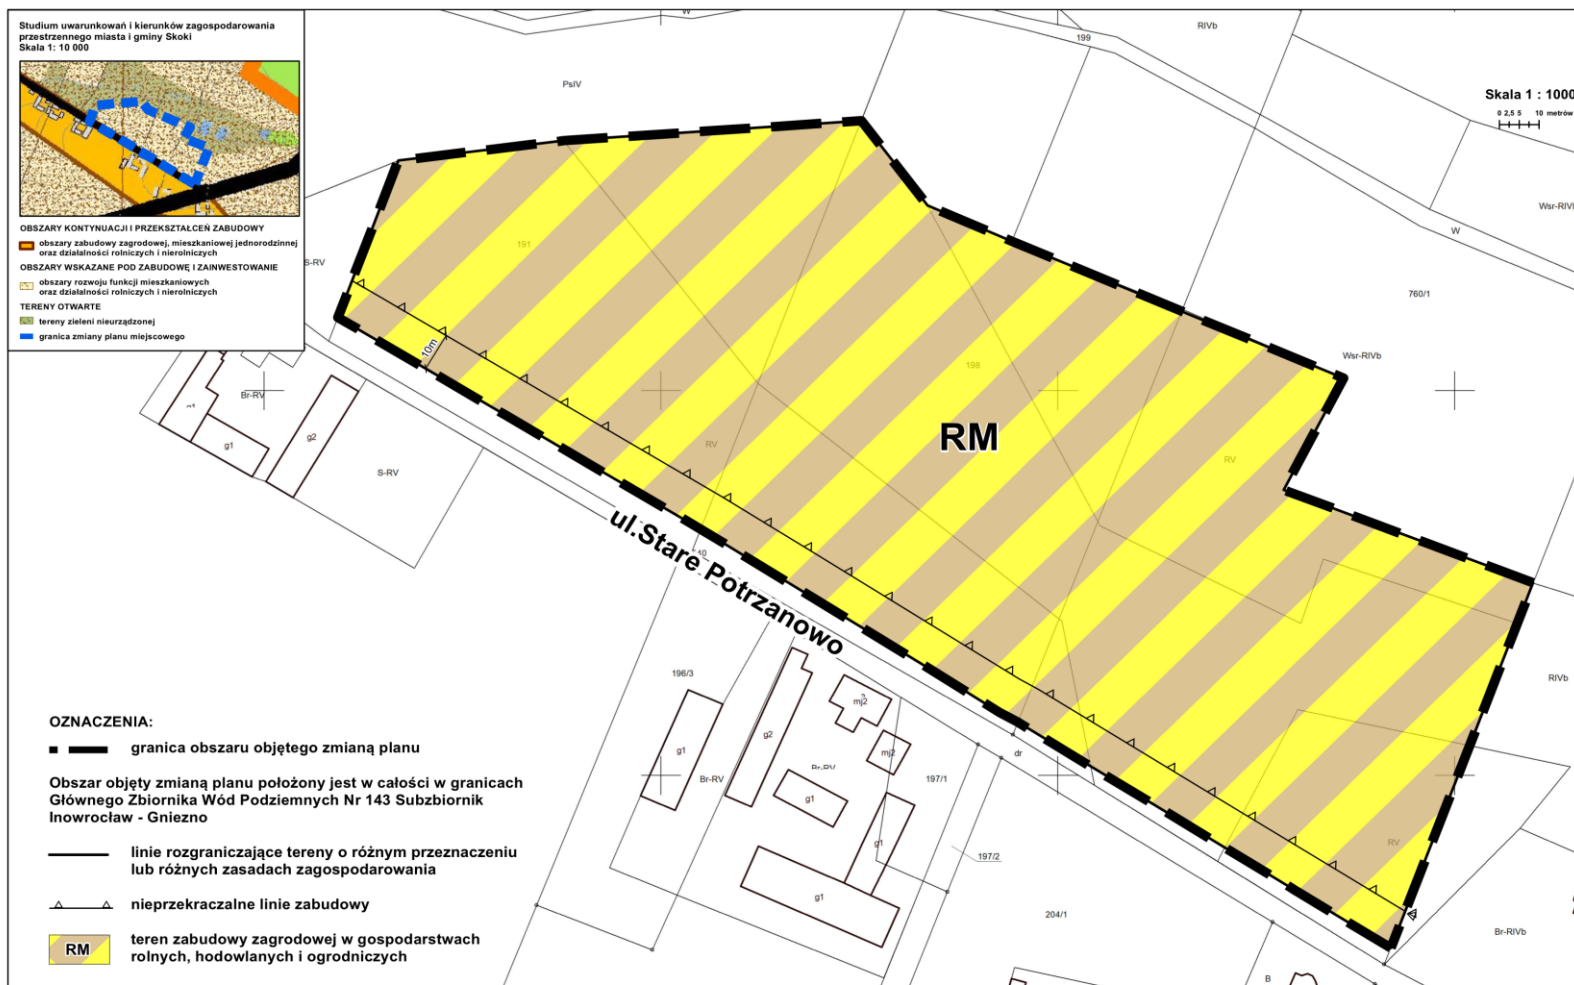 Studium uwarunkowań i kierunków zagospodarowania
przestrzennego miasta i gminy Skoki
Skala 1: 10 000
OBSZARY KONTYNUACJI I PRZEKSZTAŁCEŃ ZABUDOWY
obszary zabudowy zagrodowej, mieszkaniowej jednorodzinnej
oraz działalności rolniczych i nierolniczych
OBSZARY WSKAZANE POD ZABUDOWĘ I ZAINWESTOWANIE
obszary rozwoju funkcji mieszkaniowych
oraz działalności rolniczych i nierolniczych
TERENY OTWARTE
tereny zieleni nieurządzonej
granica zmiany planu miejscowego
W
RIVb
199
PsIV
Skala 1 : 1000
0 2,5 5 10 metrów
W
191
S-RV
760/1
10m
Wsr-RIVb
198
Br-RV
g1
g2
S-RV
RV
RM
RV
ul.Stare Potrzanowo
196/3
RIVb
mj2
g2
mj2
g1
Br-RV
197/1
g1
dr
g1
197/2
RV
g1
204/1
Br-RIVb
B
OZNACZENIA:
granica obszaru objętego zmianą planu
Obszar objęty zmianą planu położony jest w całości w granicach
Głównego Zbiornika Wód Podziemnych Nr 143 Subzbiornik
Inowrocław - Gniezno
linie rozgraniczające tereny o różnym przeznaczeniu
lub różnych zasadach zagospodarowania
nieprzekraczalne linie zabudowy
RM
teren zabudowy zagrodowej w gospodarstwach
rolnych, hodowlanych i ogrodniczych